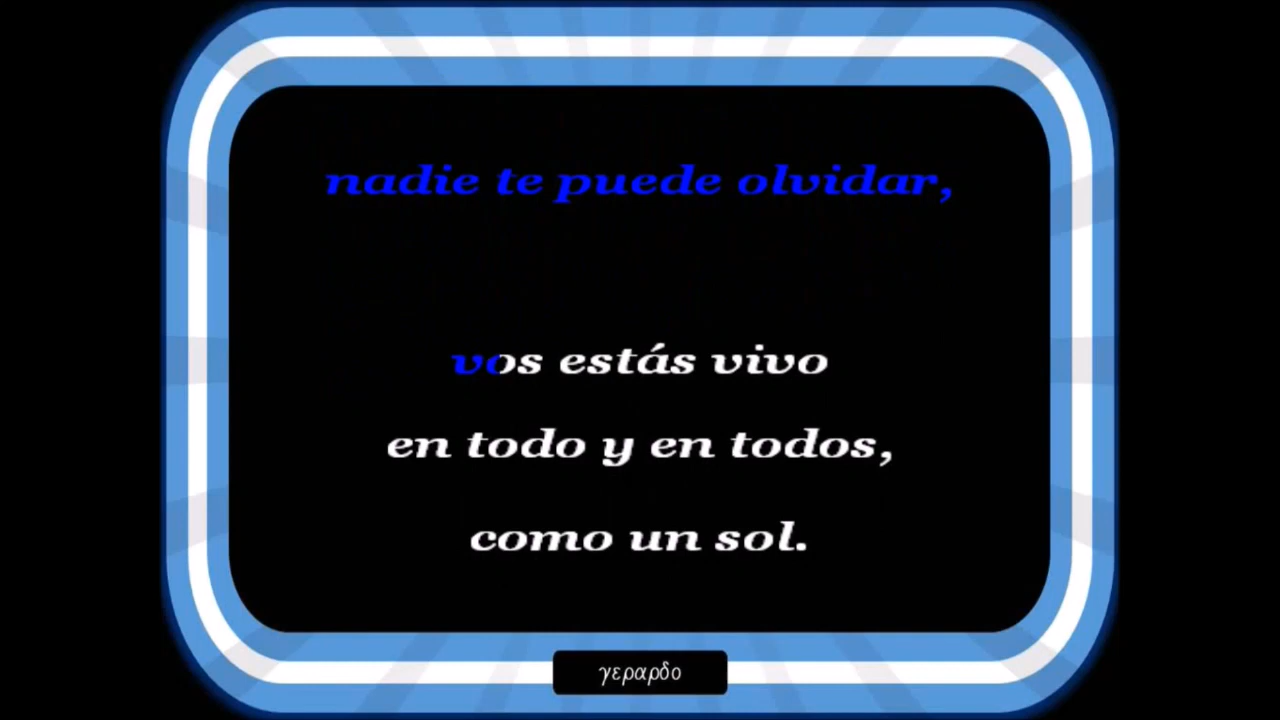 nadie te puede olvidar,
vos estás vivo
en todo y en todos,
como un sol.
γεραρδο